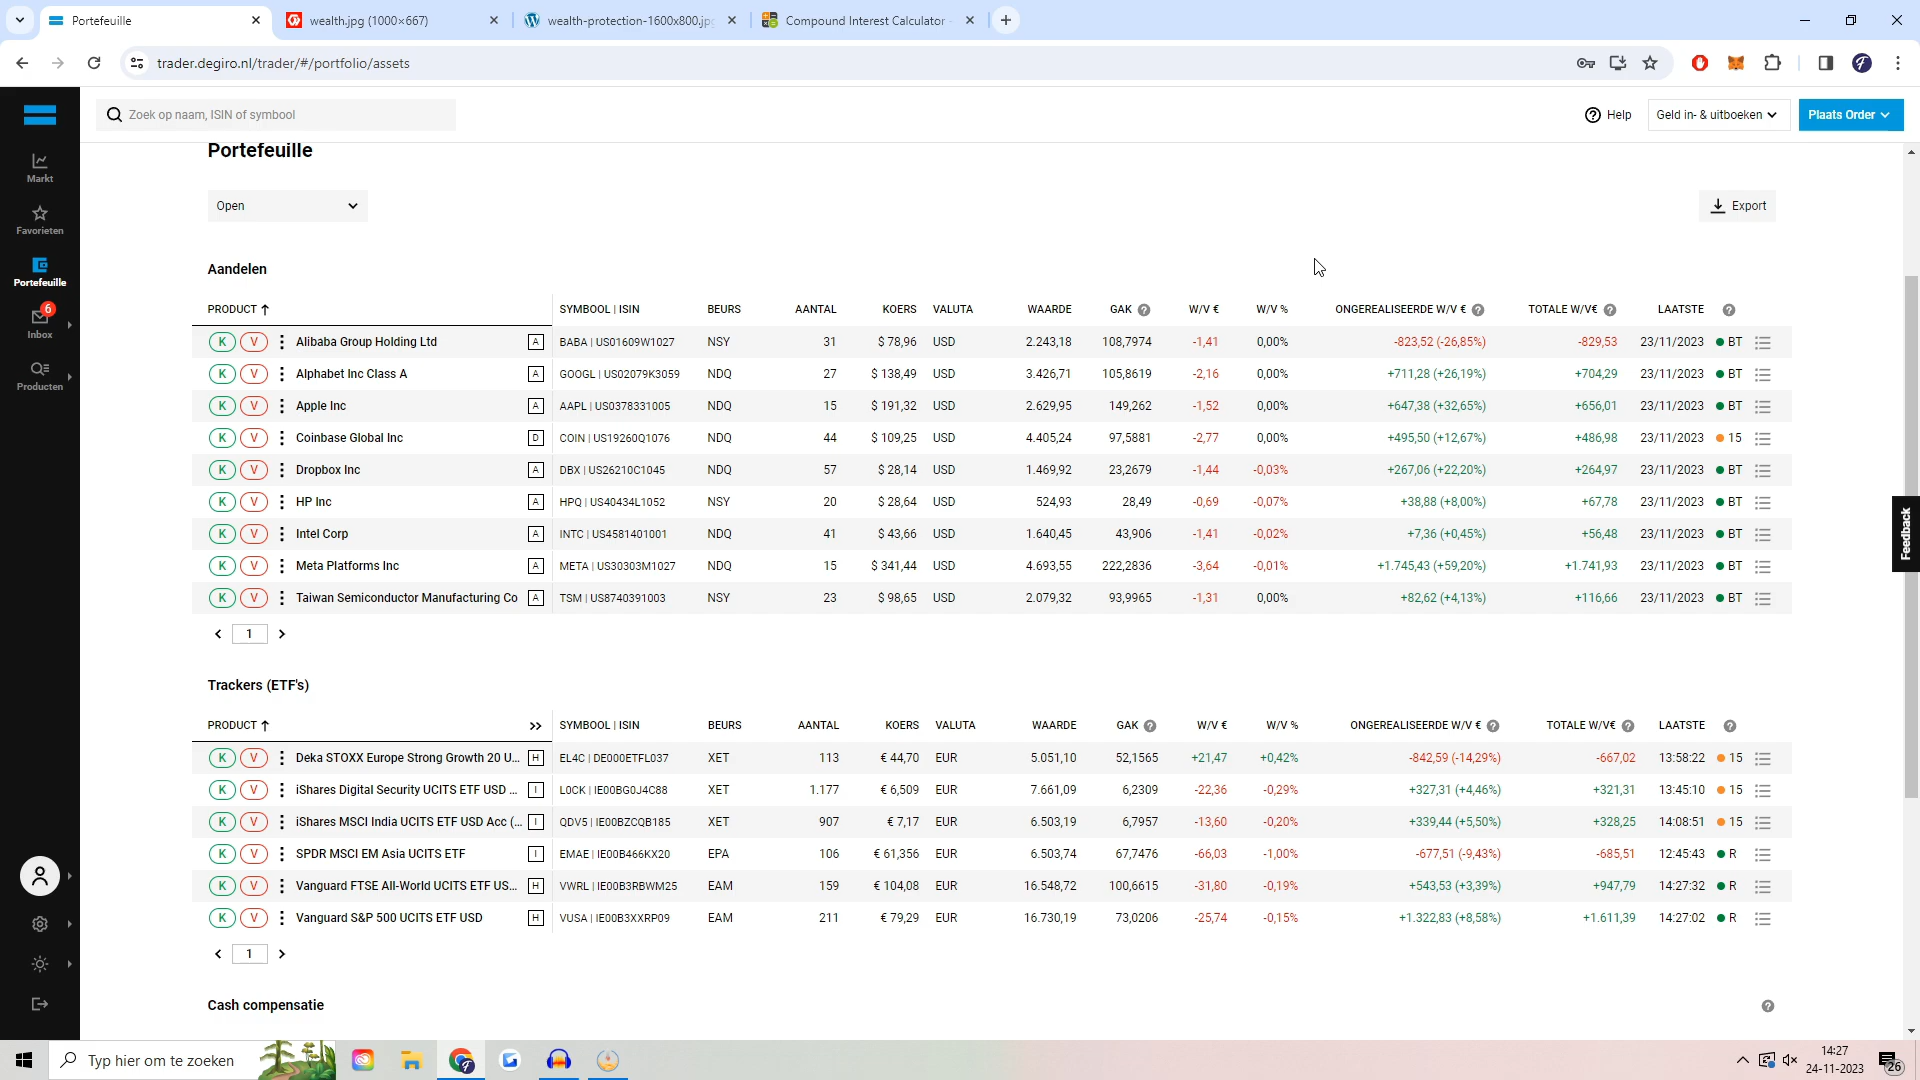 Portefeuille
wealth.jpg (1000×667)
wealth-protection-1600x800.jpg
Compound Interest Calculator
trader.degiro.nl/trader/#/portfolio/assets
Zoek op naam, ISIN of symbool
Help
Geld in- & uitboeken
Plaats Order
Markt
Favorieten
Portefeuille
6
Inbox
Producten
Portefeuille
Open
Export
Aandelen
PRODUCT SYMBOOL | ISIN BEURS AANTAL KOERS VALUTA WAARDE GAK W/V € W/V % ONGEREALISEERDE W/V € TOTALE W/V€ LAATSTE
K V Alibaba Group Holding Ltd A BABA | US01609W1027 NSY 31 $ 78,96 USD 2.243,18 108,7974 -1,41 0,00% -823,52 (-26,85%) -829,53 23/11/2023 BT
K V Alphabet Inc Class A A GOOGL | US02079K3059 NDQ 27 $ 138,49 USD 3.426,71 105,8619 -2,16 0,00% +711,28 (+26,19%) +704,29 23/11/2023 BT
K V Apple Inc A AAPL | US0378331005 NDQ 15 $ 191,32 USD 2.629,95 149,262 -1,52 0,00% +647,38 (+32,65%) +656,01 23/11/2023 BT
K V Coinbase Global Inc D COIN | US19260Q1076 NDQ 44 $ 109,25 USD 4.405,24 97,5881 -2,77 0,00% +495,50 (+12,67%) +486,98 23/11/2023 15
K V Dropbox Inc A DBX | US26210C1045 NDQ 57 $ 28,14 USD 1.469,92 23,2679 -1,44 -0,03% +267,06 (+22,20%) +264,97 23/11/2023 BT
K V HP Inc A HPQ | US40434L1052 NSY 20 $ 28,64 USD 524,93 28,49 -0,69 -0,07% +38,88 (+8,00%) +67,78 23/11/2023 BT
K V Intel Corp A INTC | US4581401001 NDQ 41 $ 43,66 USD 1.640,45 43,906 -1,41 -0,02% +7,36 (+0,45%) +56,48 23/11/2023 BT
K V Meta Platforms Inc A META | US30303M1027 NDQ 15 $ 341,44 USD 4.693,55 222,2836 -3,64 -0,01% +1.745,43 (+59,20%) +1.741,93 23/11/2023 BT
K V Taiwan Semiconductor Manufacturing Co A TSM | US8740391003 NSY 23 $ 98,65 USD 2.079,32 93,9965 -1,31 0,00% +82,62 (+4,13%) +116,66 23/11/2023 BT
1
Feedback
Trackers (ETF's)
PRODUCT SYMBOOL | ISIN BEURS AANTAL KOERS VALUTA WAARDE GAK W/V € W/V % ONGEREALISEERDE W/V € TOTALE W/V€ LAATSTE
K V Deka STOXX Europe Strong Growth 20 U... H EL4C | DE000ETFL037 XET 113 € 44,70 EUR 5.051,10 52,1565 +21,47 +0,42% -842,59 (-14,29%) -667,02 13:58:22 15
K V iShares Digital Security UCITS ETF USD ... I L0CK | IE00BG0J4C88 XET 1.177 € 6,509 EUR 7.661,09 6,2309 -22,36 -0,29% +327,31 (+4,46%) +321,31 13:45:10 15
K V iShares MSCI India UCITS ETF USD Acc (... I QDV5 | IE00BZCQB185 XET 907 € 7,17 EUR 6.503,19 6,7957 -13,60 -0,20% +339,44 (+5,50%) +328,25 14:08:51 15
K V SPDR MSCI EM Asia UCITS ETF I EMAE | IE00B466KX20 EPA 106 € 61,356 EUR 6.503,74 67,7476 -66,03 -1,00% -677,51 (-9,43%) -685,51 12:45:43 R
K V Vanguard FTSE All-World UCITS ETF US... H VWRL | IE00B3RBWM25 EAM 159 € 104,08 EUR 16.548,72 100,6615 -31,80 -0,19% +543,53 (+3,39%) +947,79 14:27:32 R
K V Vanguard S&P 500 UCITS ETF USD H VUSA | IE00B3XXRP09 EAM 211 € 79,29 EUR 16.730,19 73,0206 -25,74 -0,15% +1.322,83 (+8,58%) +1.611,39 14:27:02 R
1
Cash compensatie
Typ hier om te zoeken
14:27
24-11-2023
26